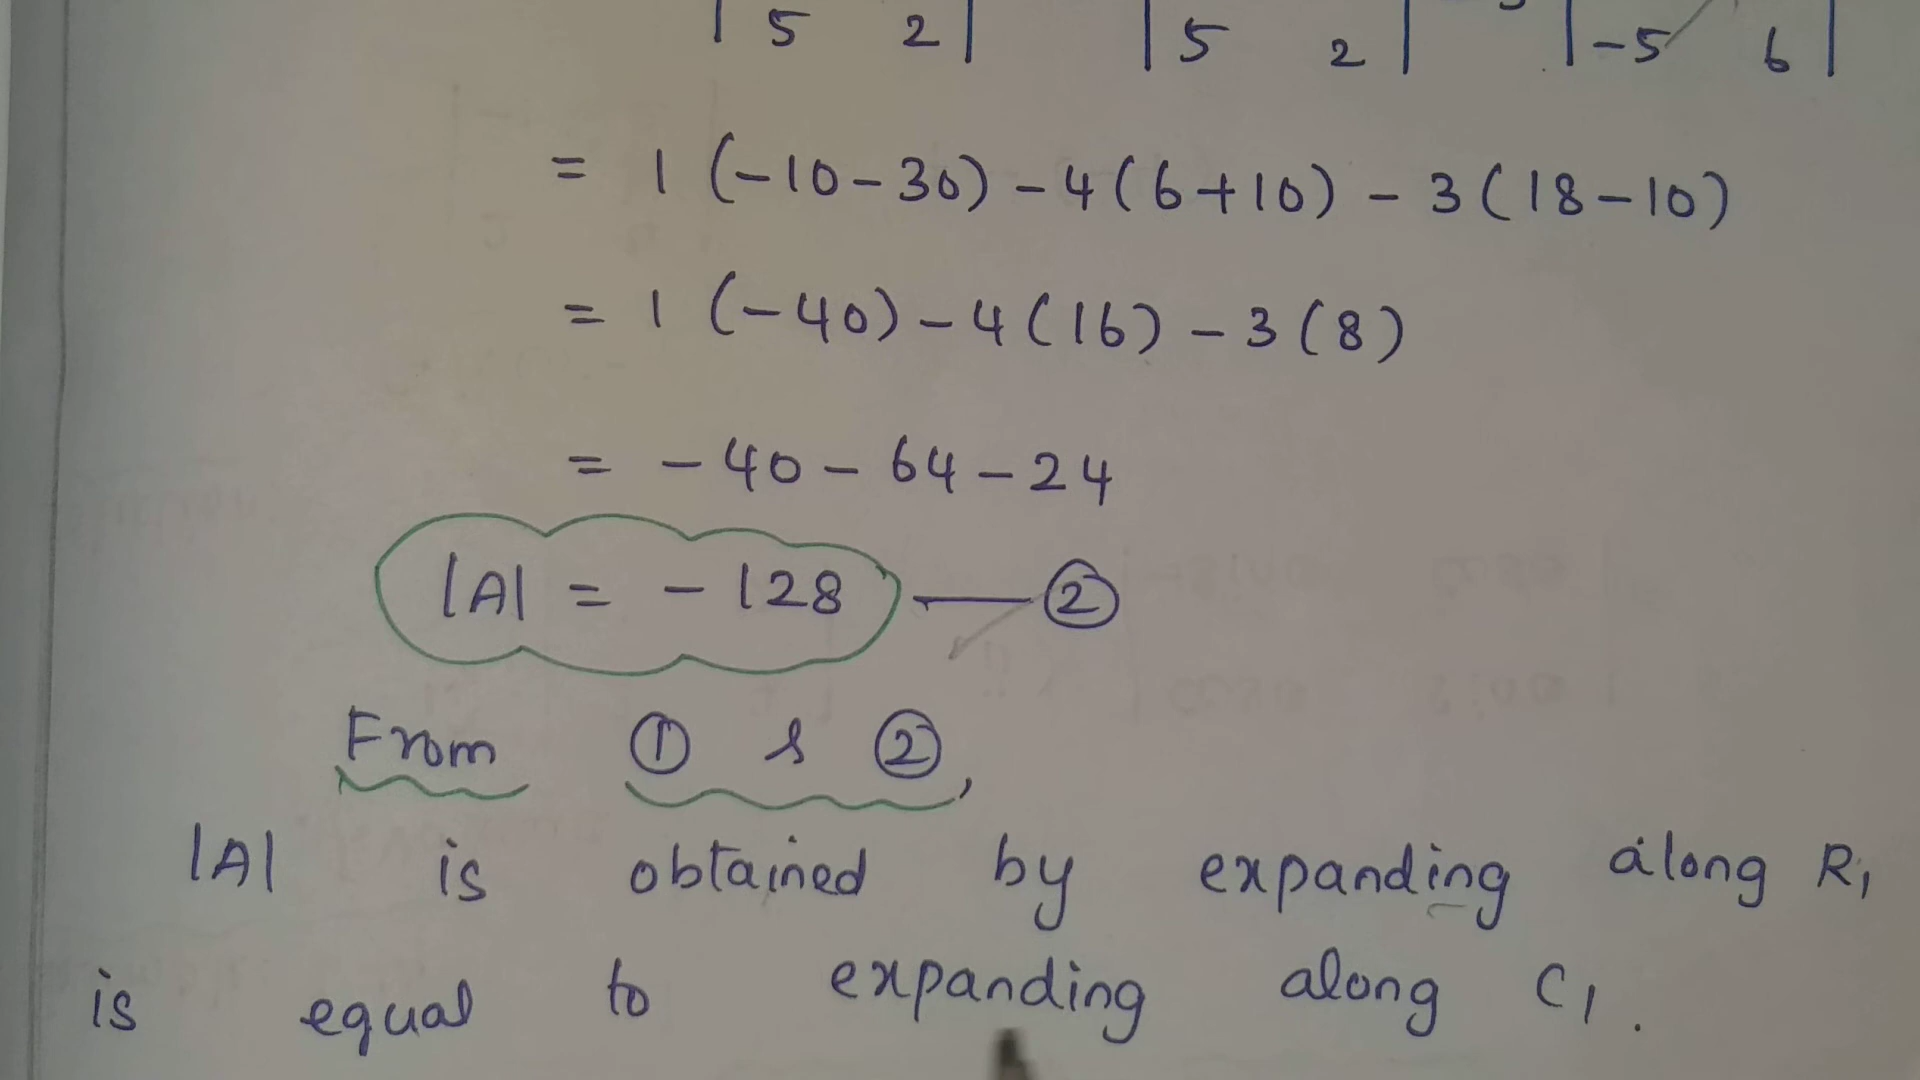 | 5 2 | | 5 2 | |-5 6 |
= 1 (-10-30) - 4(6+10) - 3(18-10)
= 1 (-40) - 4(16) - 3(8)
= -40 - 64 - 24
|A| = -128 — ②
From ① & ②,
|A| is obtained by expanding along R₁
is equal to expanding along C₁.